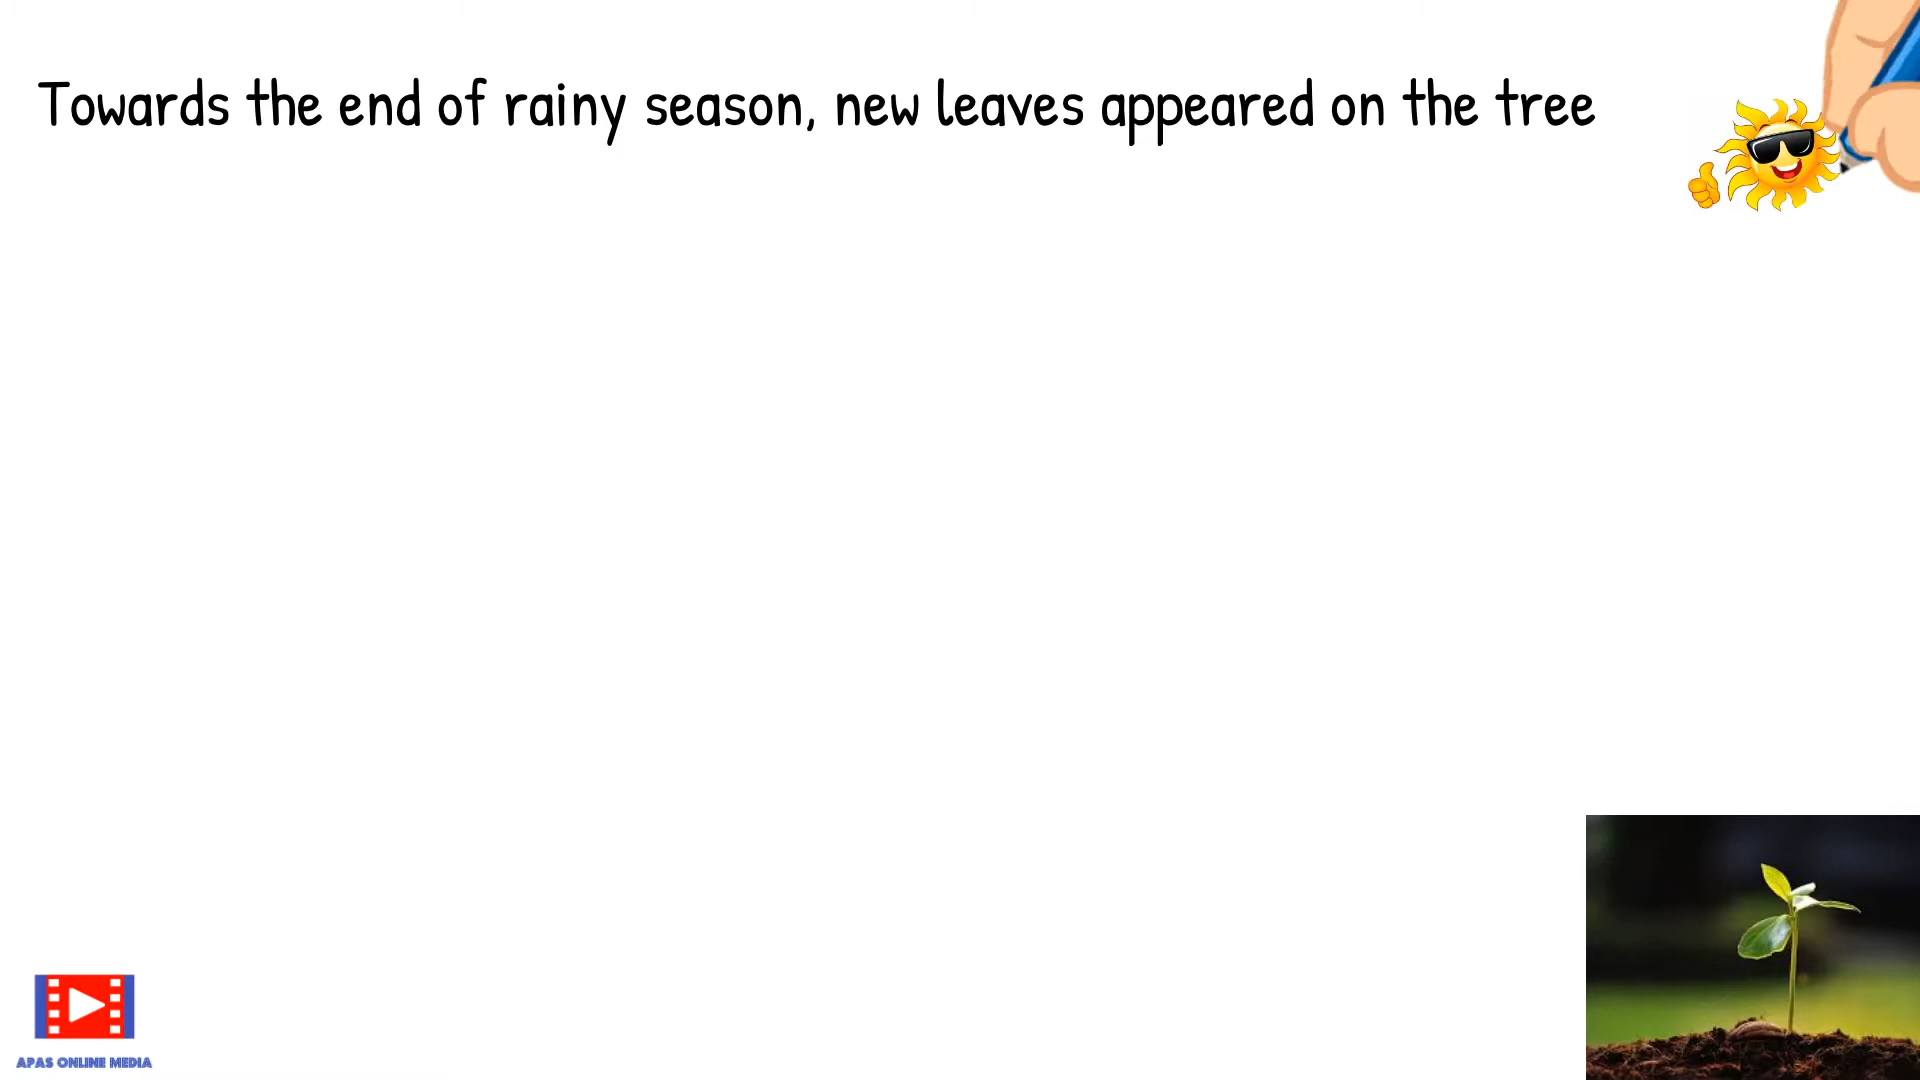 Towards the end of rainy season, new leaves appeared on the tree
APAS ONLINE MEDIA